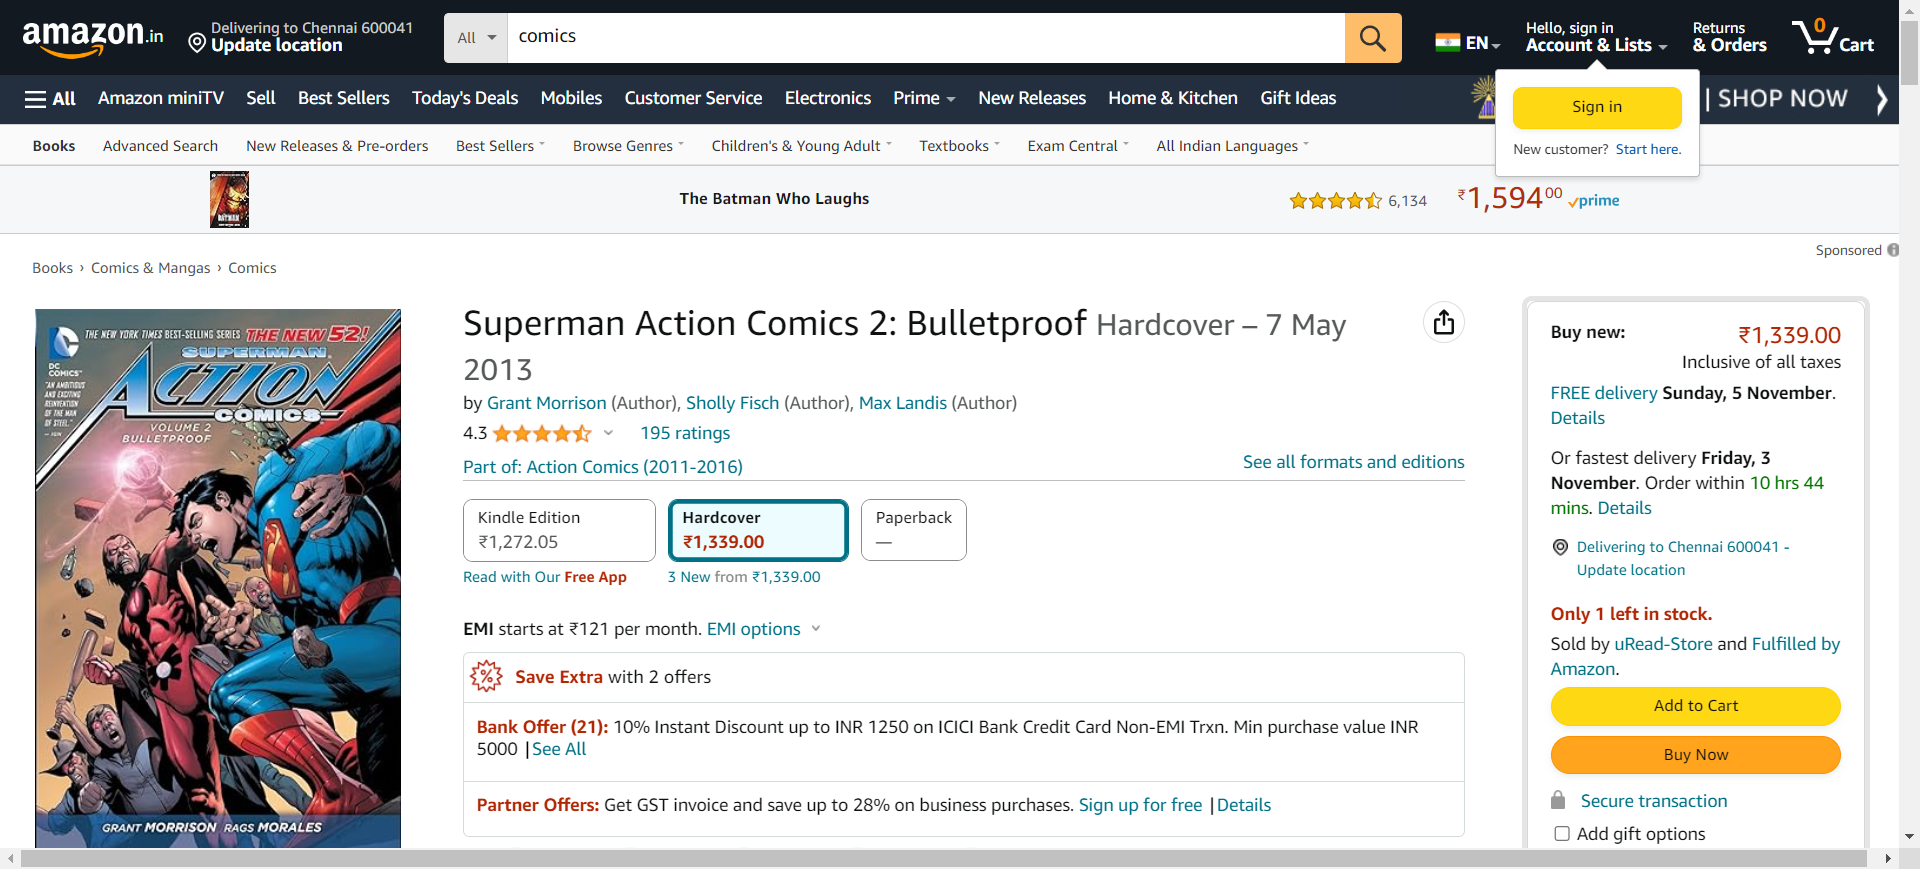 amazon.in
Delivering to Chennai 600041
Update location
All
comics
EN
Hello, sign in
Account & Lists
Returns
& Orders
0
Cart
All
Amazon miniTV
Sell
Best Sellers
Today's Deals
Mobiles
Customer Service
Electronics
Prime
New Releases
Home & Kitchen
Gift Ideas
| SHOP NOW
Sign in
New customer? Start here.
Books
Advanced Search
New Releases & Pre-orders
Best Sellers
Browse Genres
Children's & Young Adult
Textbooks
Exam Central
All Indian Languages
BATMAN
The Batman Who Laughs
6,134
₹1,59400
prime
Sponsored
Books › Comics & Mangas › Comics
THE NEW YORK TIMES BEST-SELLING SERIES THE NEW 52!
DC
COMICS™
SUPERMAN
ACTION
COMICS
"AN AMBITIOUS
AND EXCITING
REINVENTION
OF THE MAN
OF STEEL."
— IGN
VOLUME 2
BULLETPROOF
GRANT MORRISON RAGS MORALES
Superman Action Comics 2: Bulletproof Hardcover – 7 May
2013
by Grant Morrison (Author), Sholly Fisch (Author), Max Landis (Author)
4.3
195 ratings
Part of: Action Comics (2011-2016)
See all formats and editions
Kindle Edition
₹1,272.05
Hardcover
₹1,339.00
Paperback
—
Read with Our Free App
3 New from ₹1,339.00
EMI starts at ₹121 per month. EMI options
% Save Extra with 2 offers
Bank Offer (21): 10% Instant Discount up to INR 1250 on ICICI Bank Credit Card Non-EMI Trxn. Min purchase value INR
5000 | See All
Partner Offers: Get GST invoice and save up to 28% on business purchases. Sign up for free | Details
Buy new:
₹1,339.00
Inclusive of all taxes
FREE delivery Sunday, 5 November.
Details
Or fastest delivery Friday, 3
November. Order within 10 hrs 44
mins. Details
Delivering to Chennai 600041 -
Update location
Only 1 left in stock.
Sold by uRead-Store and Fulfilled by
Amazon.
Add to Cart
Buy Now
Secure transaction
Add gift options